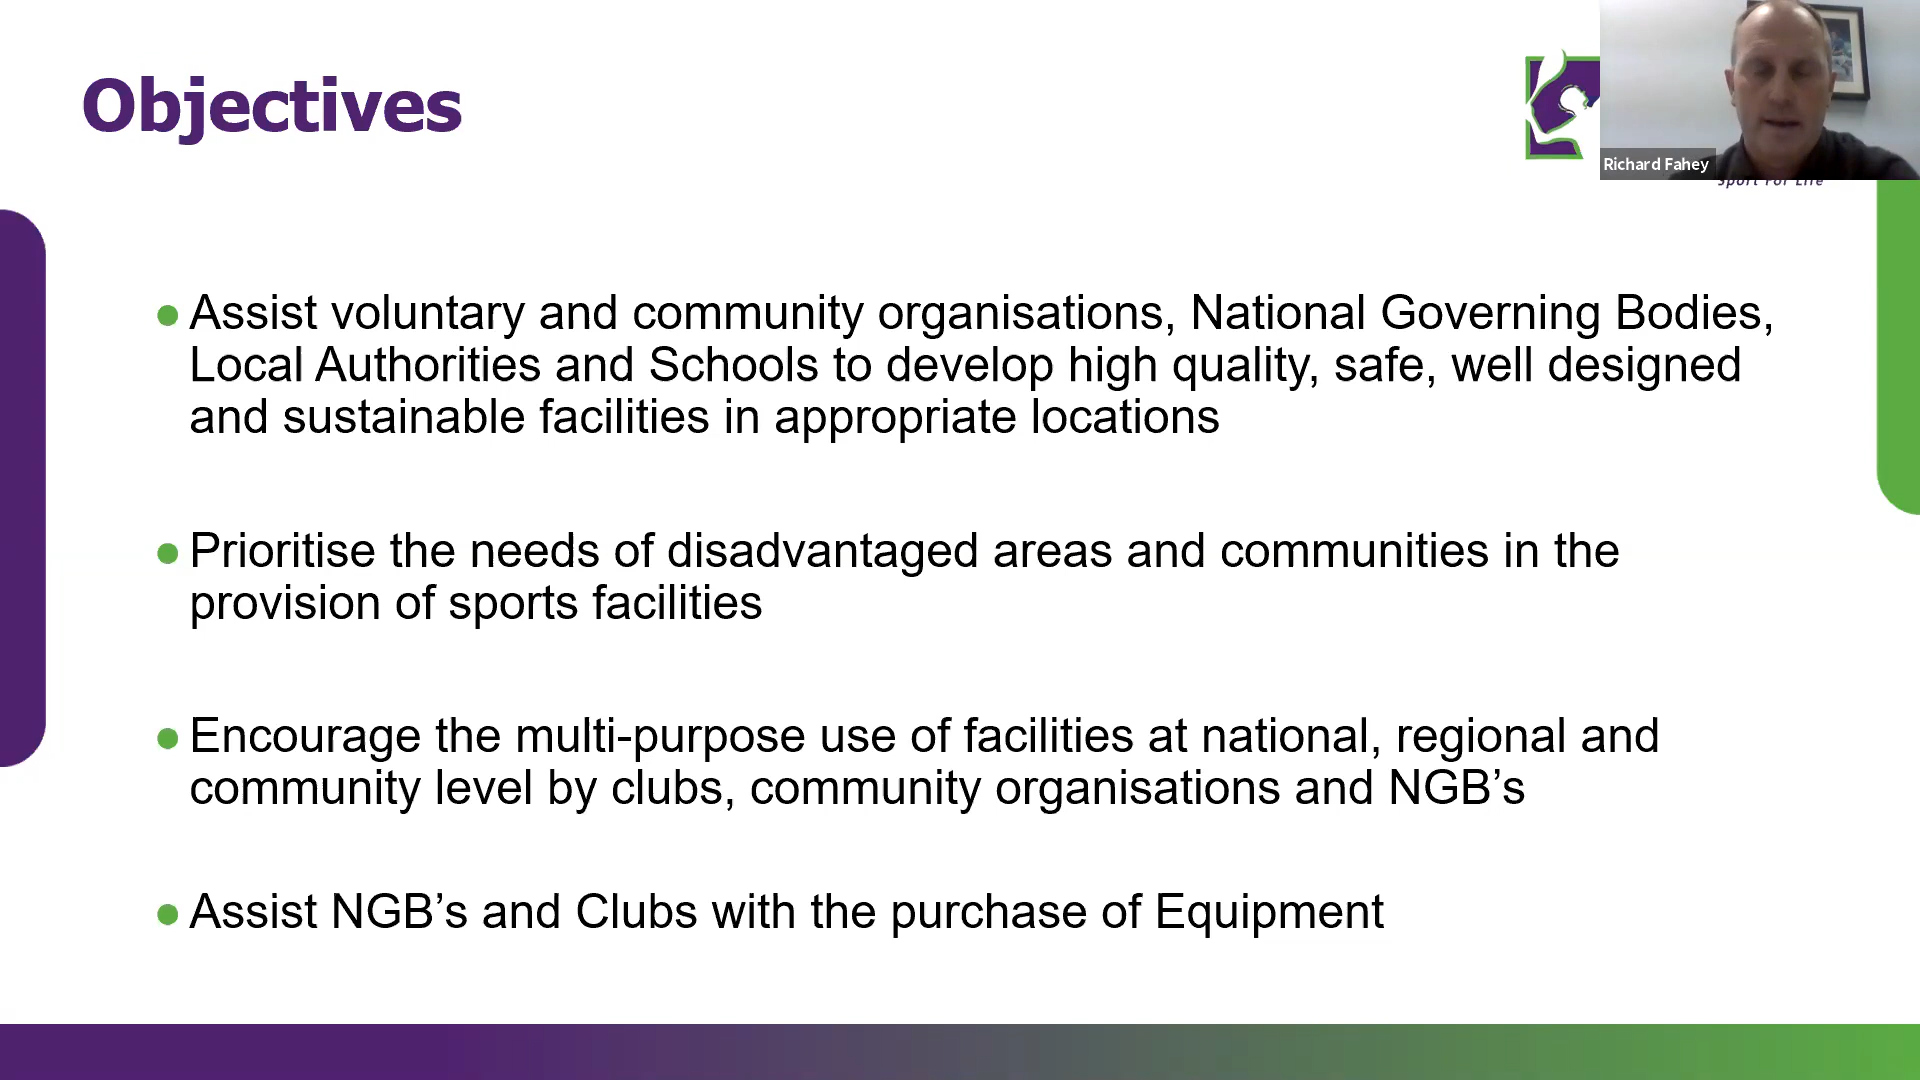 Objectives
Richard Fahey
Sport For Life
● Assist voluntary and community organisations, National Governing Bodies,
Local Authorities and Schools to develop high quality, safe, well designed
and sustainable facilities in appropriate locations
● Prioritise the needs of disadvantaged areas and communities in the
provision of sports facilities
● Encourage the multi-purpose use of facilities at national, regional and
community level by clubs, community organisations and NGB’s
● Assist NGB’s and Clubs with the purchase of Equipment